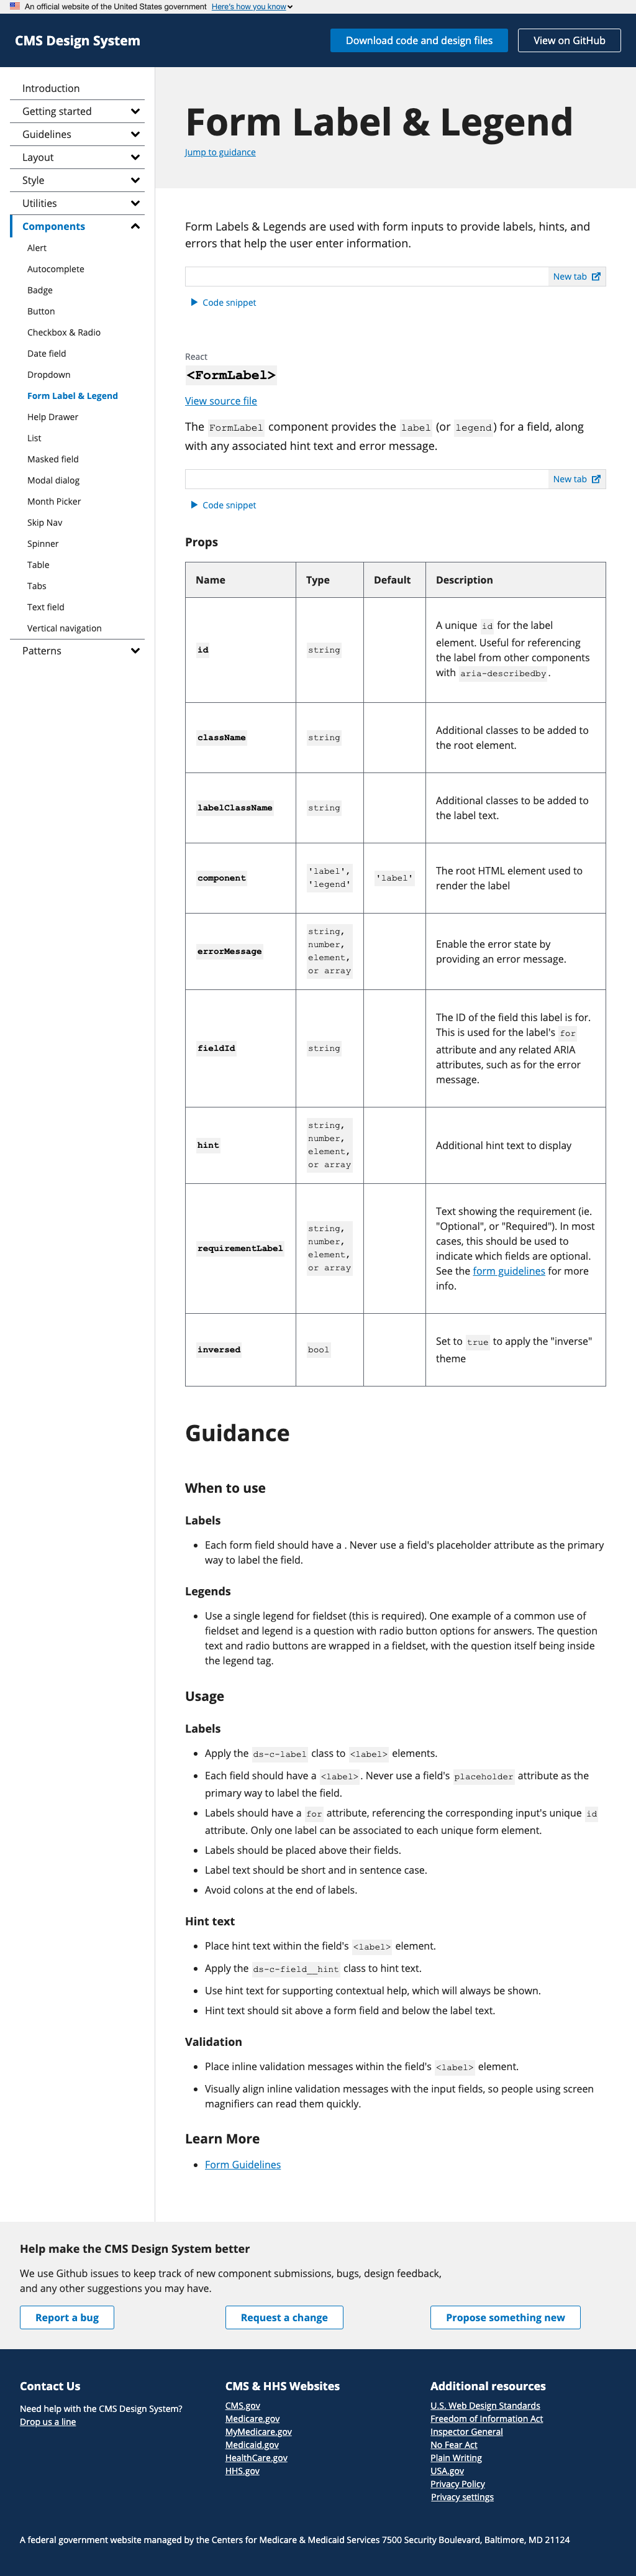 An official website of the United States government Here's how you know
CMS Design System
Download code and design files
View on GitHub
Introduction
Getting started
Guidelines
Layout
Style
Utilities
Components
Alert
Autocomplete
Badge
Button
Checkbox & Radio
Date field
Dropdown
Form Label & Legend
Help Drawer
List
Masked field
Modal dialog
Month Picker
Skip Nav
Spinner
Table
Tabs
Text field
Vertical navigation
Patterns
Form Label & Legend
Jump to guidance
Form Labels & Legends are used with form inputs to provide labels, hints, and
errors that help the user enter information.
New tab
Code snippet
React
<FormLabel>
View source file
The FormLabel component provides the label (or legend) for a field, along
with any associated hint text and error message.
New tab
Code snippet
Props
Name Type Default Description
id string
A unique id for the label
element. Useful for referencing
the label from other components
with aria-describedby.
className string
Additional classes to be added to
the root element.
labelClassName string
Additional classes to be added to
the label text.
component
'label',
'legend'
'label'
The root HTML element used to
render the label
errorMessage
string,
number,
element,
or array
Enable the error state by
providing an error message.
fieldId string
The ID of the field this label is for.
This is used for the label's for
attribute and any related ARIA
attributes, such as for the error
message.
hint
string,
number,
element,
or array
Additional hint text to display
requirementLabel
string,
number,
element,
or array
Text showing the requirement (ie.
"Optional", or "Required"). In most
cases, this should be used to
indicate which fields are optional.
See the form guidelines for more
info.
inversed bool
Set to true to apply the "inverse"
theme
Guidance
When to use
Labels
• Each form field should have a . Never use a field's placeholder attribute as the primary
way to label the field.
Legends
• Use a single legend for fieldset (this is required). One example of a common use of
fieldset and legend is a question with radio button options for answers. The question
text and radio buttons are wrapped in a fieldset, with the question itself being inside
the legend tag.
Usage
Labels
• Apply the ds-c-label class to <label> elements.
• Each field should have a <label>. Never use a field's placeholder attribute as the
primary way to label the field.
• Labels should have a for attribute, referencing the corresponding input's unique id
attribute. Only one label can be associated to each unique form element.
• Labels should be placed above their fields.
• Label text should be short and in sentence case.
• Avoid colons at the end of labels.
Hint text
• Place hint text within the field's <label> element.
• Apply the ds-c-field__hint class to hint text.
• Use hint text for supporting contextual help, which will always be shown.
• Hint text should sit above a form field and below the label text.
Validation
• Place inline validation messages within the field's <label> element.
• Visually align inline validation messages with the input fields, so people using screen
magnifiers can read them quickly.
Learn More
• Form Guidelines
Help make the CMS Design System better
We use Github issues to keep track of new component submissions, bugs, design feedback,
and any other suggestions you may have.
Report a bug
Request a change
Propose something new
Contact Us
Need help with the CMS Design System?
Drop us a line
CMS & HHS Websites
CMS.gov
Medicare.gov
MyMedicare.gov
Medicaid.gov
HealthCare.gov
HHS.gov
Additional resources
U.S. Web Design Standards
Freedom of Information Act
Inspector General
No Fear Act
Plain Writing
USA.gov
Privacy Policy
Privacy settings
A federal government website managed by the Centers for Medicare & Medicaid Services 7500 Security Boulevard, Baltimore, MD 21124